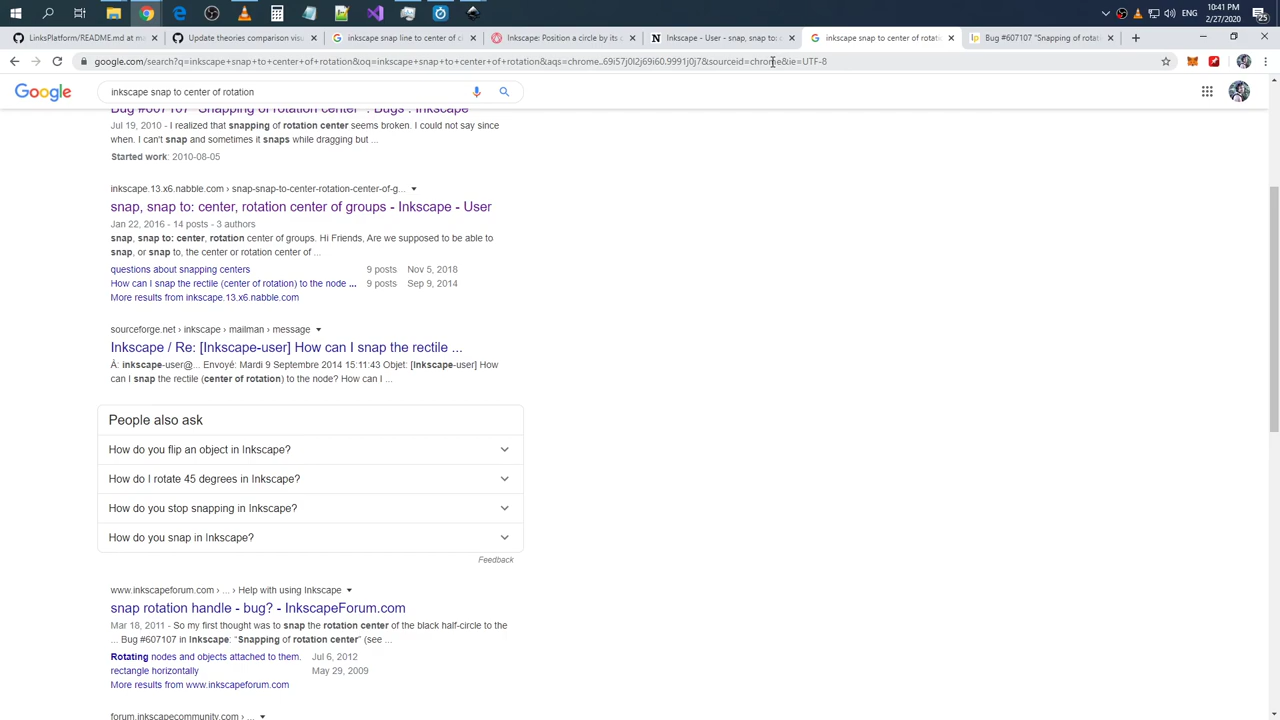 10:41 PM
ENG
2/27/2020
25
LinksPlatform/README.md at ma
Update theories comparison visu
inkscape snap line to center of c
Inkscape: Position a circle by its c
Inkscape - User - snap, snap to: c
inkscape snap to center of rotatio
Bug #607107 "Snapping of rotati
google.com/search?q=inkscape+snap+to+center+of+rotation&oq=inkscape+snap+to+center+of+rotation&aqs=chrome..69i57j0l2j69i60.9991j0j7&sourceid=chrome&ie=UTF-8
Google
inkscape snap to center of rotation
Bug #607107 "Snapping of rotation center" : Bugs : Inkscape
Jul 19, 2010 - I realized that snapping of rotation center seems broken. I could not say since
when. I can't snap and sometimes it snaps while dragging but ...
Started work: 2010-08-05
inkscape.13.x6.nabble.com › snap-snap-to-center-rotation-center-of-g...
snap, snap to: center, rotation center of groups - Inkscape - User
Jan 22, 2016 - 14 posts - 3 authors
snap, snap to: center, rotation center of groups. Hi Friends, Are we supposed to be able to
snap, or snap to, the center or rotation center of ...
questions about snapping centers 9 posts Nov 5, 2018
How can I snap the rectile (center of rotation) to the node ... 9 posts Sep 9, 2014
More results from inkscape.13.x6.nabble.com
sourceforge.net › inkscape › mailman › message
Inkscape / Re: [Inkscape-user] How can I snap the rectile ...
À: inkscape-user@... Envoyé: Mardi 9 Septembre 2014 15:11:43 Objet: [Inkscape-user] How
can I snap the rectile (center of rotation) to the node? How can I ...
People also ask
How do you flip an object in Inkscape?
How do I rotate 45 degrees in Inkscape?
How do you stop snapping in Inkscape?
How do you snap in Inkscape?
Feedback
www.inkscapeforum.com › ... › Help with using Inkscape
snap rotation handle - bug? - InkscapeForum.com
Mar 18, 2011 - So my first thought was to snap the rotation center of the black half-circle to the
... Bug #607107 in Inkscape: "Snapping of rotation center" (see ...
Rotating nodes and objects attached to them. Jul 6, 2012
rectangle horizontally May 29, 2009
More results from www.inkscapeforum.com
forum.inkscapecommunity.com › ...